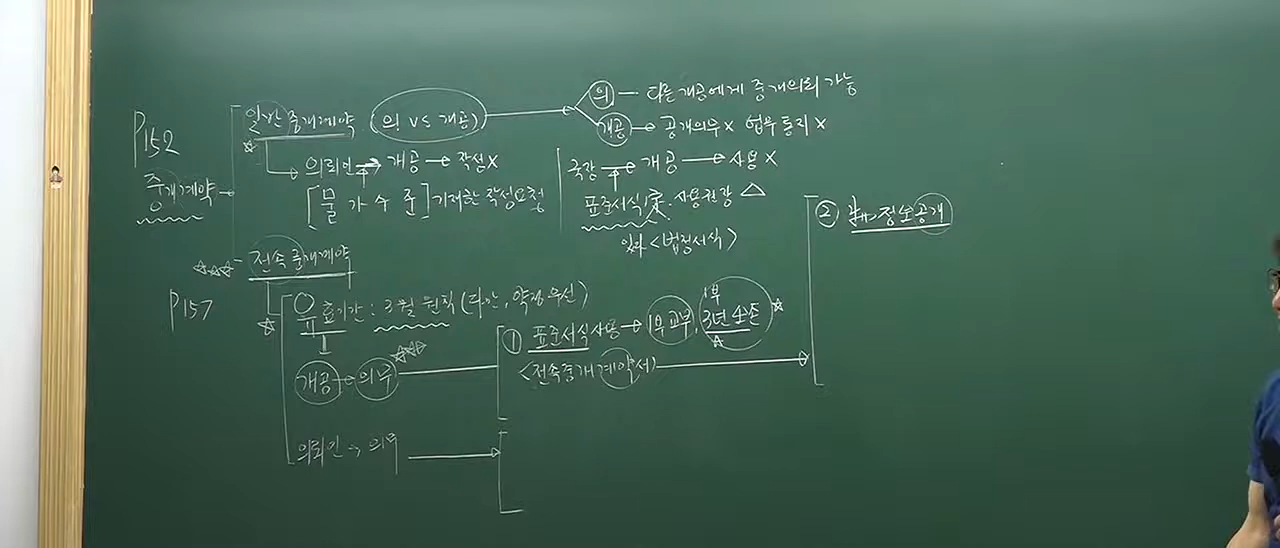 P152
중개계약
일반중개계약 (의 vs 개공)
의 — 다른개공에게 중개의뢰 가능
개공 → 공개의무 X 업무통지 X
의뢰인 → 개공 → 작성 X
[물 가 수 준] 기재한 작성요청
국장 → 개공 → 사용 X
표준서식 定. 사용권장 △
있다 <법정서식>
전속중개계약
P157
유효기간 : 3월 원칙 (다만, 약정우선)
개공 → 의무
의뢰인 → 의무
① 표준서식사용 → 1부교부, 1부 3년 보존
<전속중개계약서>
② 정보공개